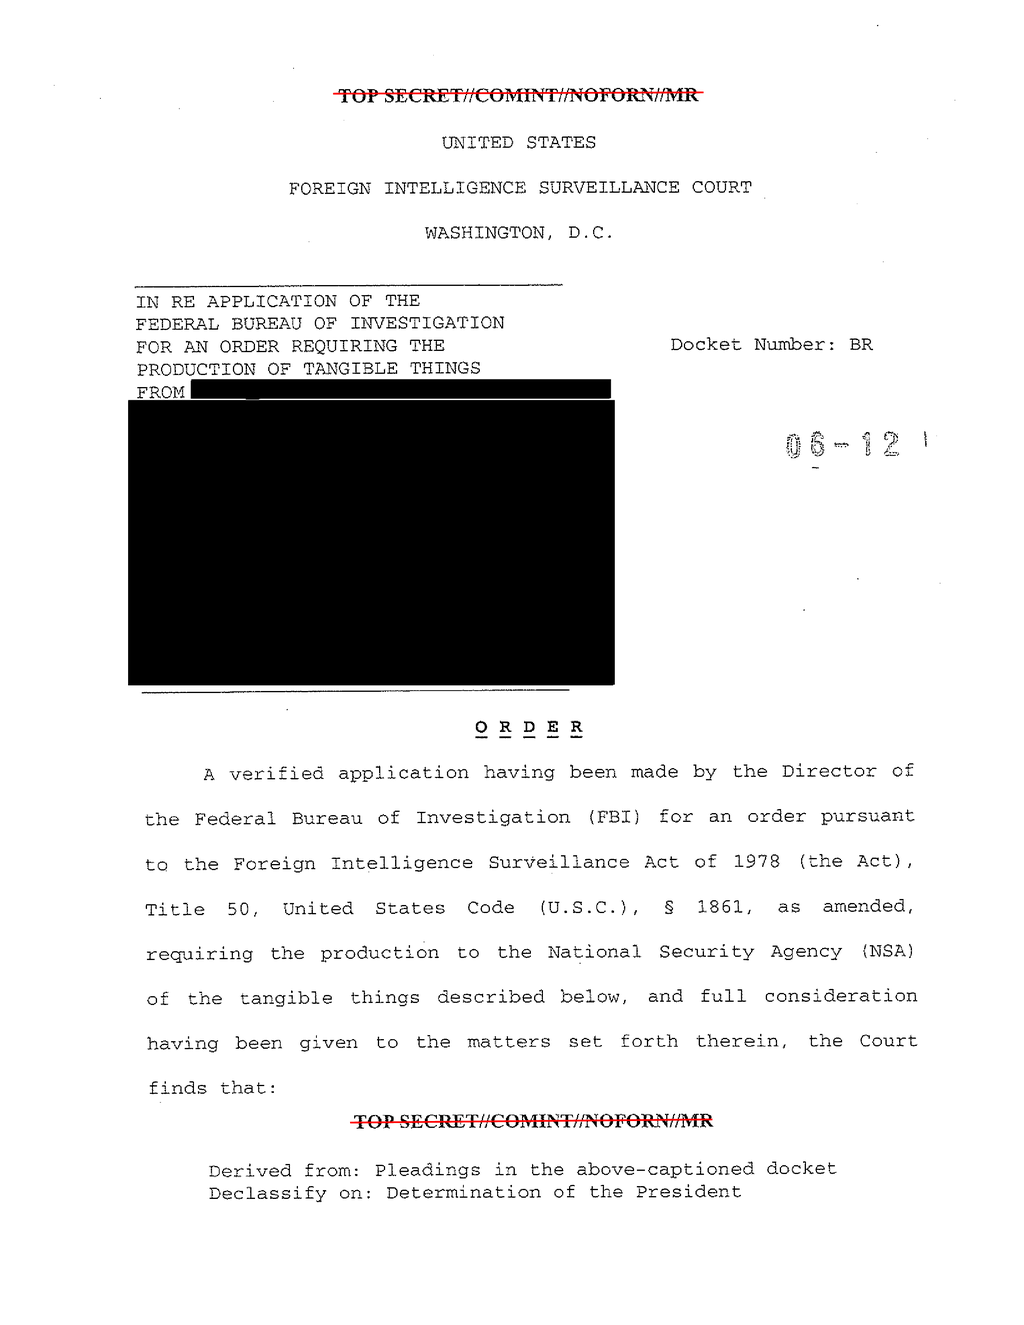 TOP SECRET//COMINT//NOFORN//MR
UNITED STATES
FOREIGN INTELLIGENCE SURVEILLANCE COURT
WASHINGTON, D.C.
IN RE APPLICATION OF THE
FEDERAL BUREAU OF INVESTIGATION
FOR AN ORDER REQUIRING THE
PRODUCTION OF TANGIBLE THINGS
FROM
Docket Number: BR
06-12
O R D E R
A verified application having been made by the Director of
the Federal Bureau of Investigation (FBI) for an order pursuant
to the Foreign Intelligence Surveillance Act of 1978 (the Act),
Title 50, United States Code (U.S.C.), § 1861, as amended,
requiring the production to the National Security Agency (NSA)
of the tangible things described below, and full consideration
having been given to the matters set forth therein, the Court
finds that:
TOP SECRET//COMINT//NOFORN//MR
Derived from: Pleadings in the above-captioned docket
Declassify on: Determination of the President